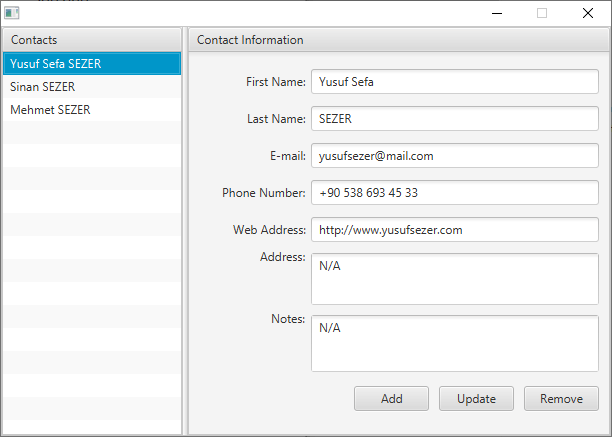 Contacts
Yusuf Sefa SEZER
Sinan SEZER
Mehmet SEZER
Contact Information
First Name: Yusuf Sefa
Last Name: SEZER
E-mail: yusufsezer@mail.com
Phone Number: +90 538 693 45 33
Web Address: http://www.yusufsezer.com
Address: N/A
Notes: N/A
Add Update Remove